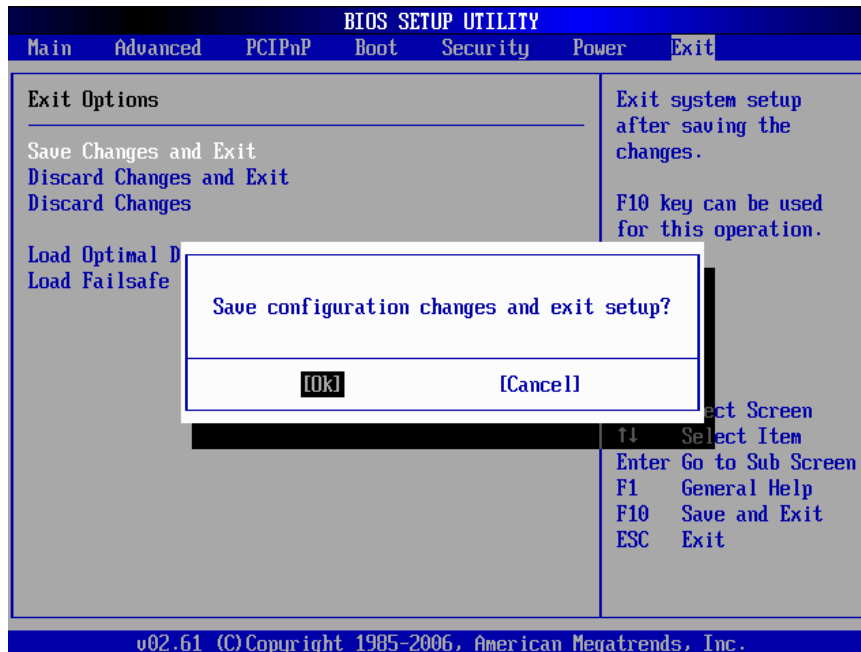 BIOS SETUP UTILITY
Main Advanced PCIPnP Boot Security Power Exit
Exit Options
Save Changes and Exit
Discard Changes and Exit
Discard Changes
Load Optimal D
Load Failsafe
Save configuration changes and exit setup?
[Ok] [Cancel]
Exit system setup
after saving the
changes.
F10 key can be used
for this operation.
ect Screen
↑↓ Select Item
Enter Go to Sub Screen
F1 General Help
F10 Save and Exit
ESC Exit
v02.61 (C)Copyright 1985-2006, American Megatrends, Inc.